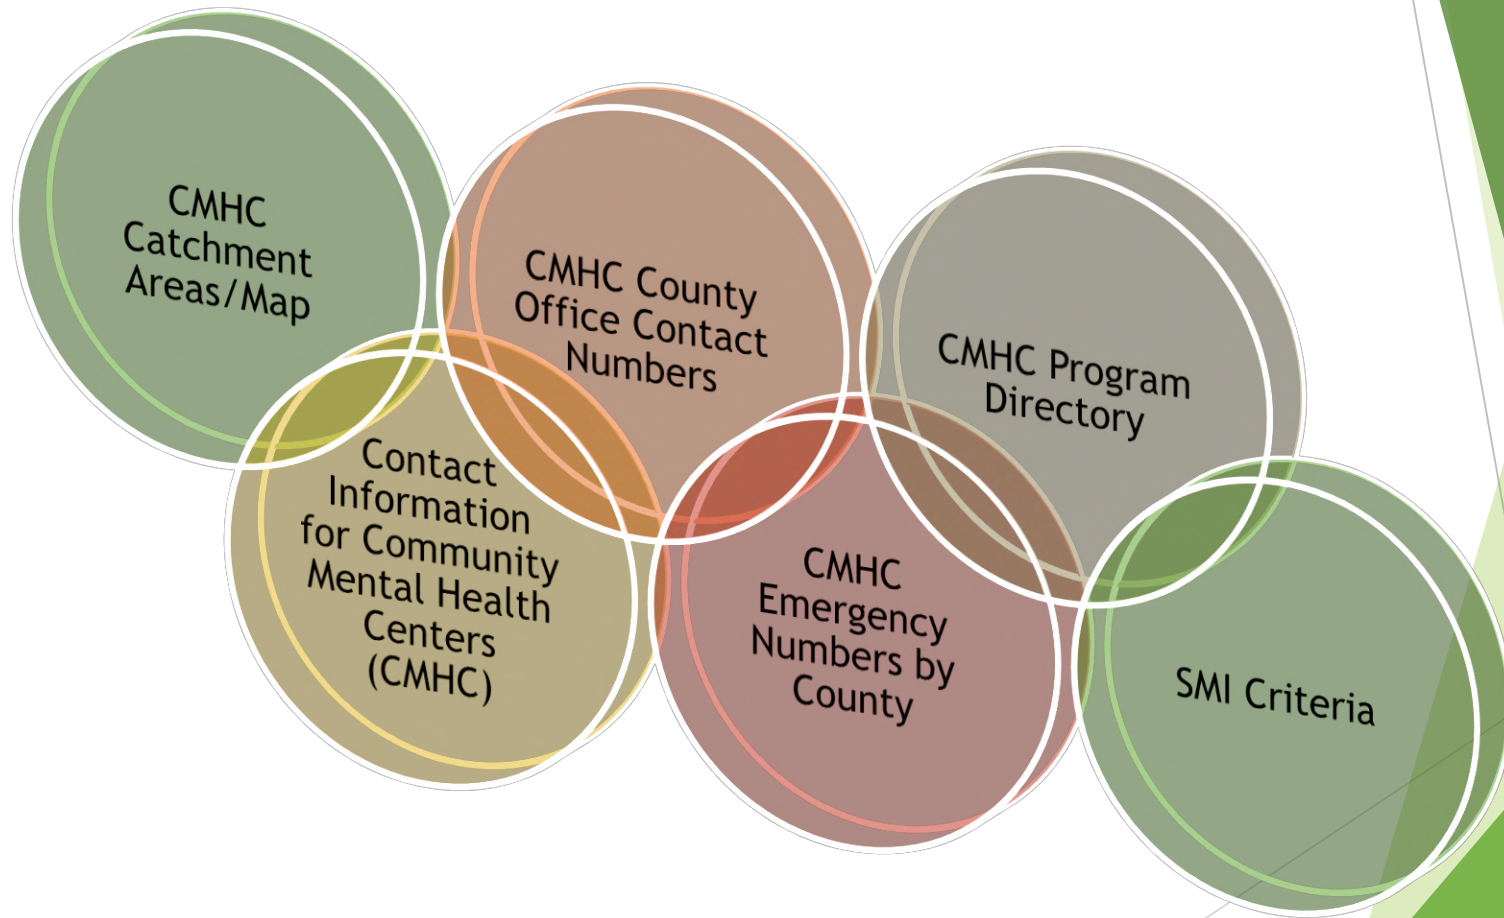 CMHC
Catchment
Areas/Map
Contact
Information
for Community
Mental Health
Centers
(CMHC)
CMHC County
Office Contact
Numbers
CMHC
Emergency
Numbers by
County
CMHC Program
Directory
SMI Criteria